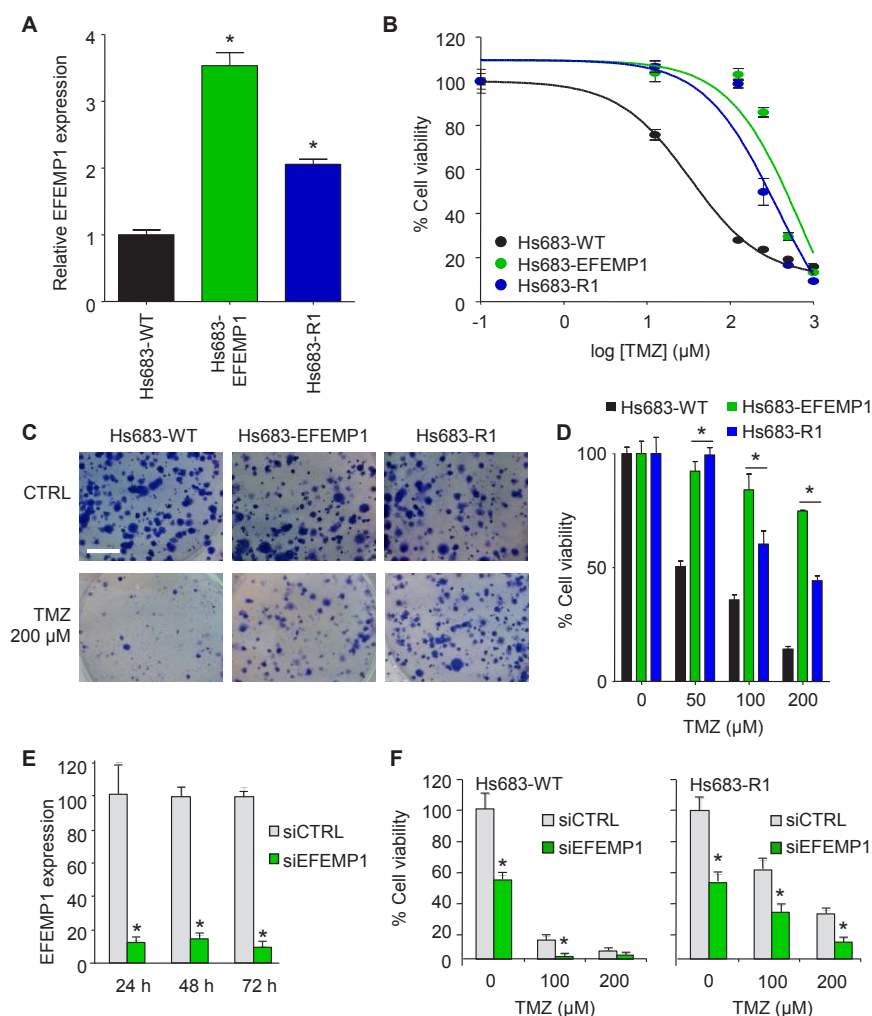 A
Relative EFEMP1 expression
4
3
2
1
0
*
*
Hs683-WT
Hs683-
EFEMP1
Hs683-R1
B
% Cell viability
120
100
80
60
40
20
0
Hs683-WT
Hs683-EFEMP1
Hs683-R1
-1 0 1 2 3
log [TMZ] (µM)
C
Hs683-WT Hs683-EFEMP1 Hs683-R1
CTRL
TMZ
200 µM
Hs683-WT Hs683-EFEMP1
Hs683-R1
D
% Cell viability
100
50
0
* * *
0 50 100 200
TMZ (µM)
E
EFEMP1 expression
120
100
80
60
40
20
0
siCTRL
siEFEMP1
* * *
24 h 48 h 72 h
F
% Cell viability
120
100
80
60
40
20
0
Hs683-WT
siCTRL
siEFEMP1
* *
0 100 200
TMZ (µM)
Hs683-R1
siCTRL
siEFEMP1
* * *
0 100 200
TMZ (µM)